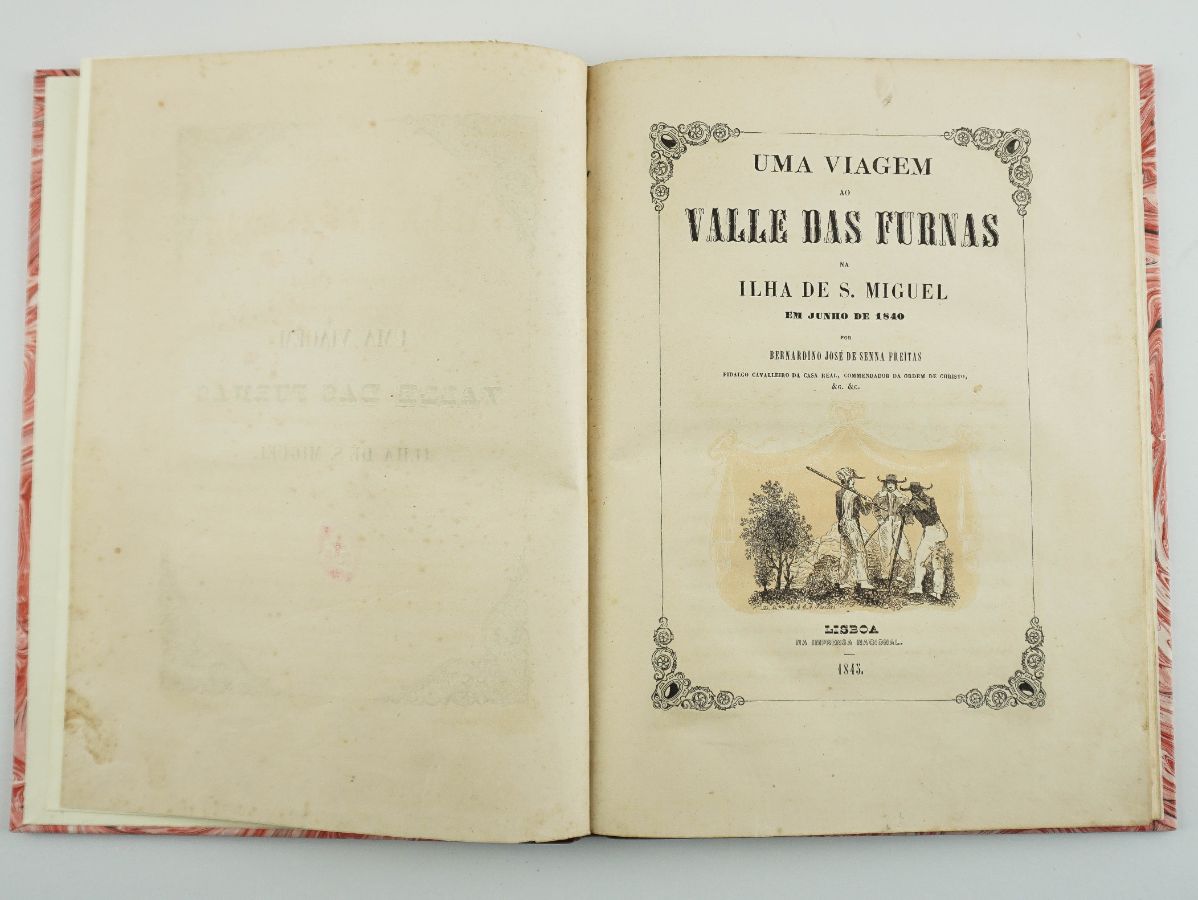 UMA VIAGEM
AO
VALLE DAS FURNAS
NA
ILHA DE S. MIGUEL
EM JUNHO DE 1840
POR
BERNARDINO JOSÉ DE SENNA FREITAS
FIDALGO CAVALLEIRO DA CASA REAL, COMMENDADOR DA ORDEM DE CHRISTO,
&c. &c.
LISBOA
NA IMPRENSA NACIONAL.
1845.